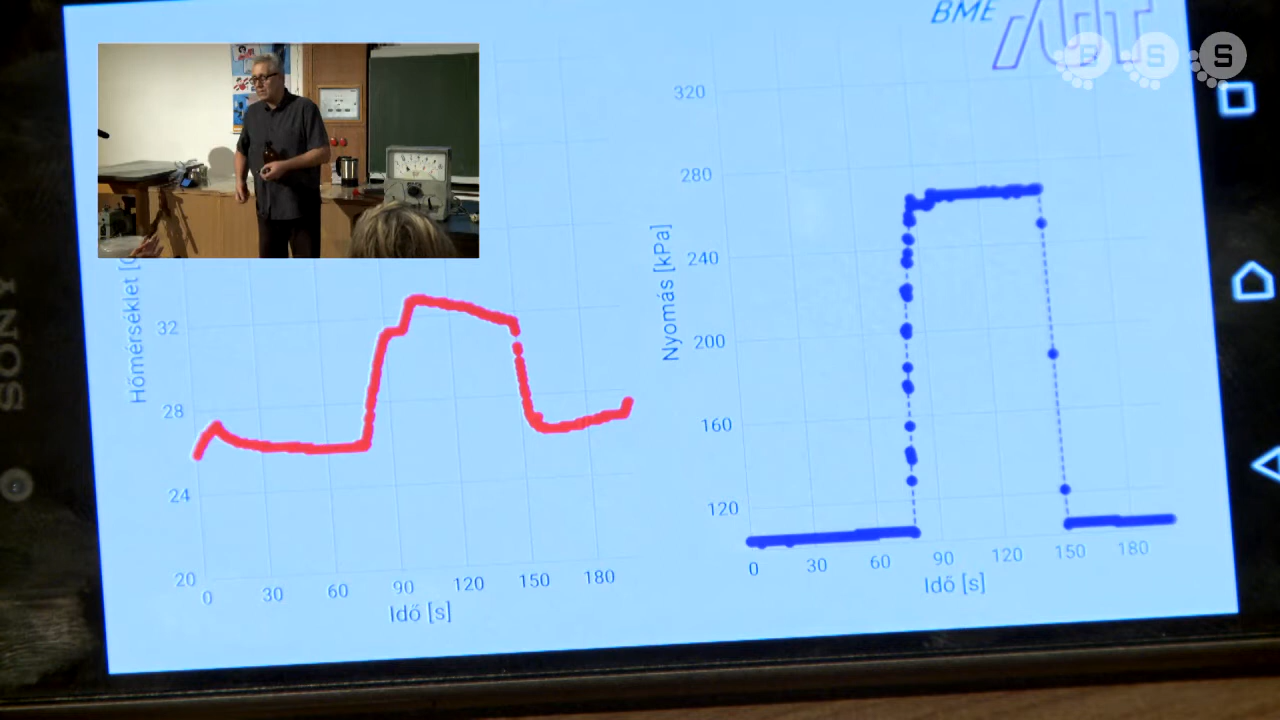 BME AUT
B S S
SONY
Hőmérséklet [
32
28
24
20
0 30 60 90 120 150 180
Idő [s]
Nyomás [kPa]
320
280
240
200
160
120
0 30 60 90 120 150 180
Idő [s]